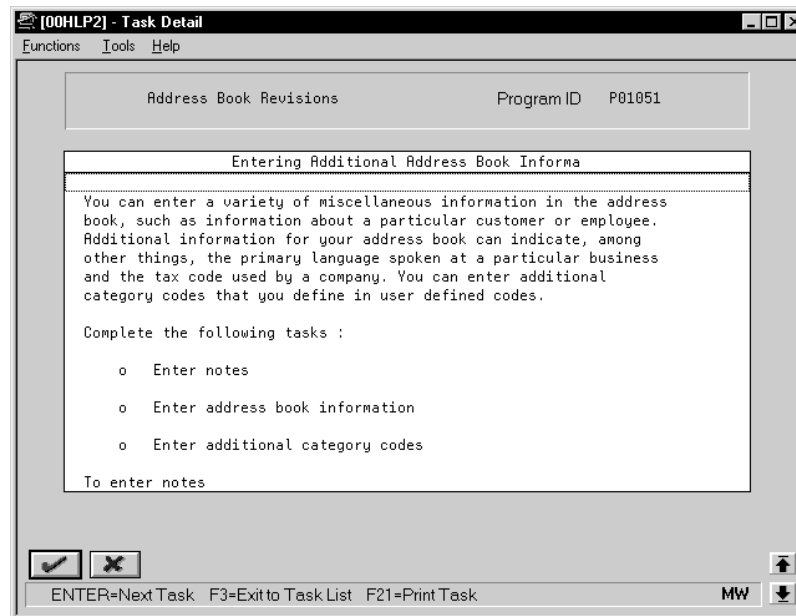 [00HLP2] - Task Detail
Functions Tools Help
Address Book Revisions Program ID P01051
Entering Additional Address Book Informa
You can enter a variety of miscellaneous information in the address
book, such as information about a particular customer or employee.
Additional information for your address book can indicate, among
other things, the primary language spoken at a particular business
and the tax code used by a company. You can enter additional
category codes that you define in user defined codes.
Complete the following tasks :
o Enter notes
o Enter address book information
o Enter additional category codes
To enter notes
ENTER=Next Task F3=Exit to Task List F21=Print Task MW